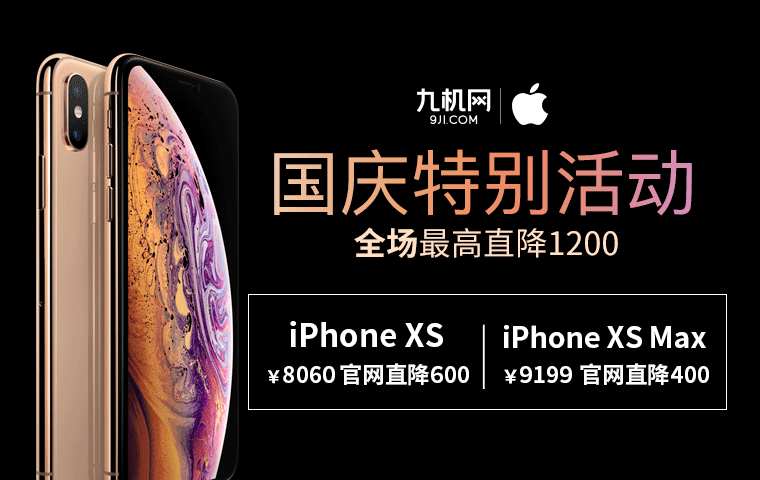 九机网
9JI.COM
国庆特别活动
全场最高直降1200
iPhone XS
¥8060 官网直降600
iPhone XS Max
¥9199 官网直降400